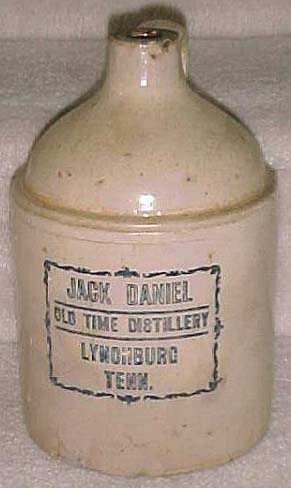 JACK DANIEL
OLD TIME DISTILLERY
LYNCHBURG
TENN.